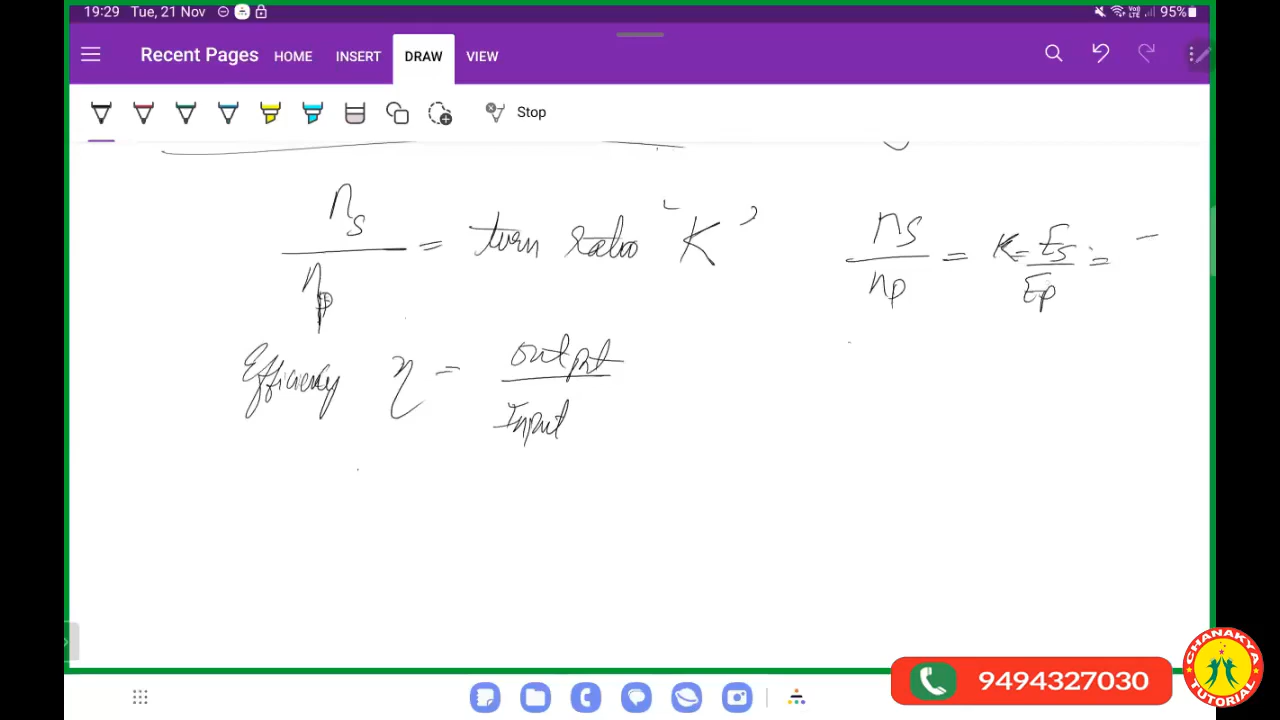 19:29 Tue, 21 Nov 95%
Recent Pages HOME INSERT DRAW VIEW
Stop
ns/np = turn ratio "K"
ns/np = K = Es/Ep =
Efficiency η = output/Input
9494327030
CHANAKYA TUTORIAL